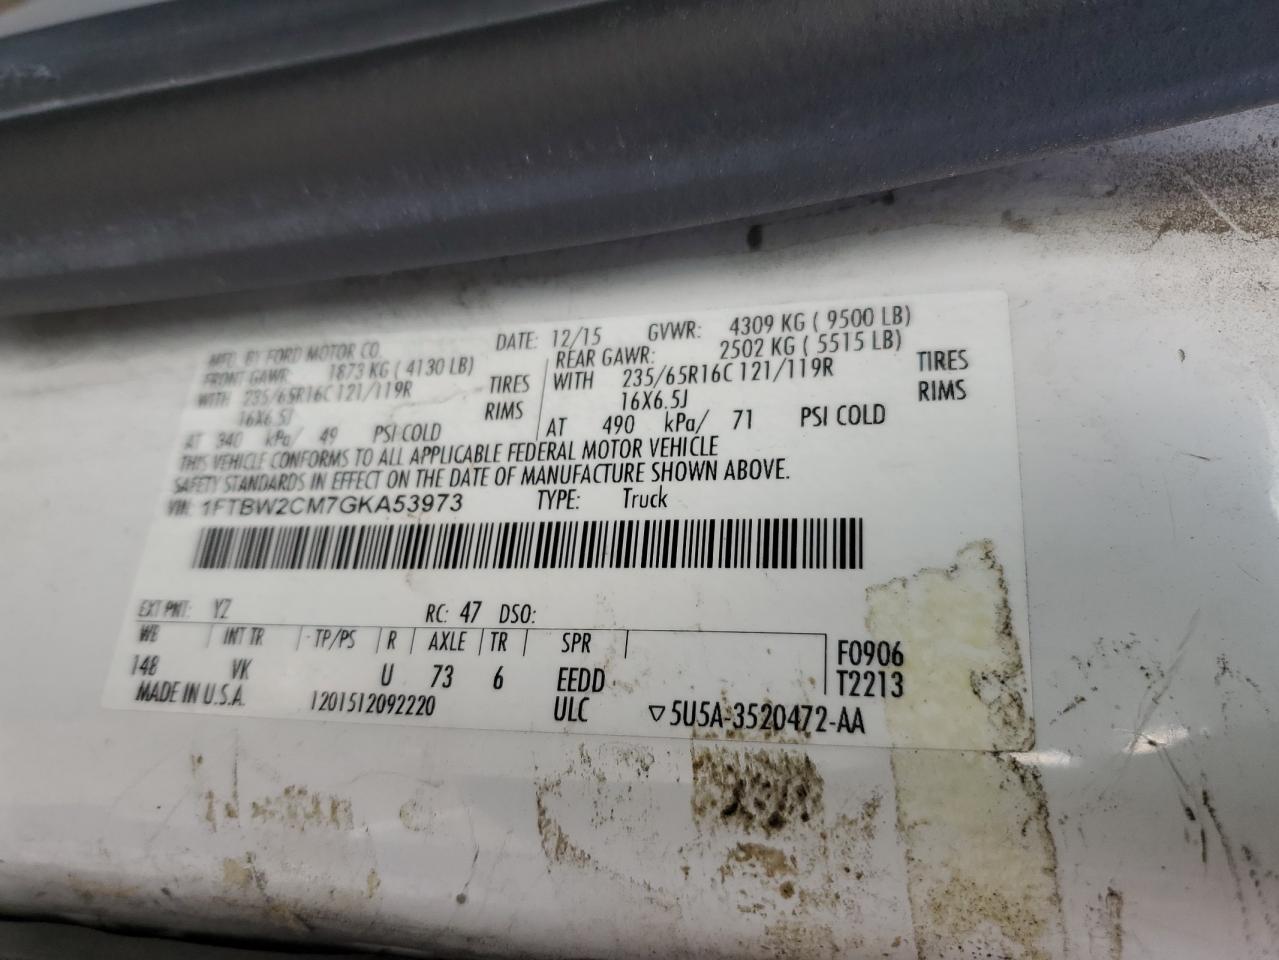 MFD. BY FORD MOTOR CO. DATE: 12/15 GVWR: 4309 KG ( 9500 LB)
FRONT GAWR: 1873 KG ( 4130 LB) REAR GAWR: 2502 KG ( 5515 LB)
WITH 235/65R16C 121/119R TIRES WITH 235/65R16C 121/119R TIRES
16X6.5J RIMS 16X6.5J RIMS
AT 340 kPa/ 49 PSI COLD AT 490 kPa/ 71 PSI COLD
THIS VEHICLE CONFORMS TO ALL APPLICABLE FEDERAL MOTOR VEHICLE
SAFETY STANDARDS IN EFFECT ON THE DATE OF MANUFACTURE SHOWN ABOVE.
VIN: 1FTBW2CM7GKA53973 TYPE: Truck
EXT PNT: YZ RC: 47 DSO:
WB INT TR TP/PS R AXLE TR SPR F0906
148 VK U 73 6 EEDD T2213
MADE IN U.S.A. 1201512092220 ULC ▽5U5A-3520472-AA